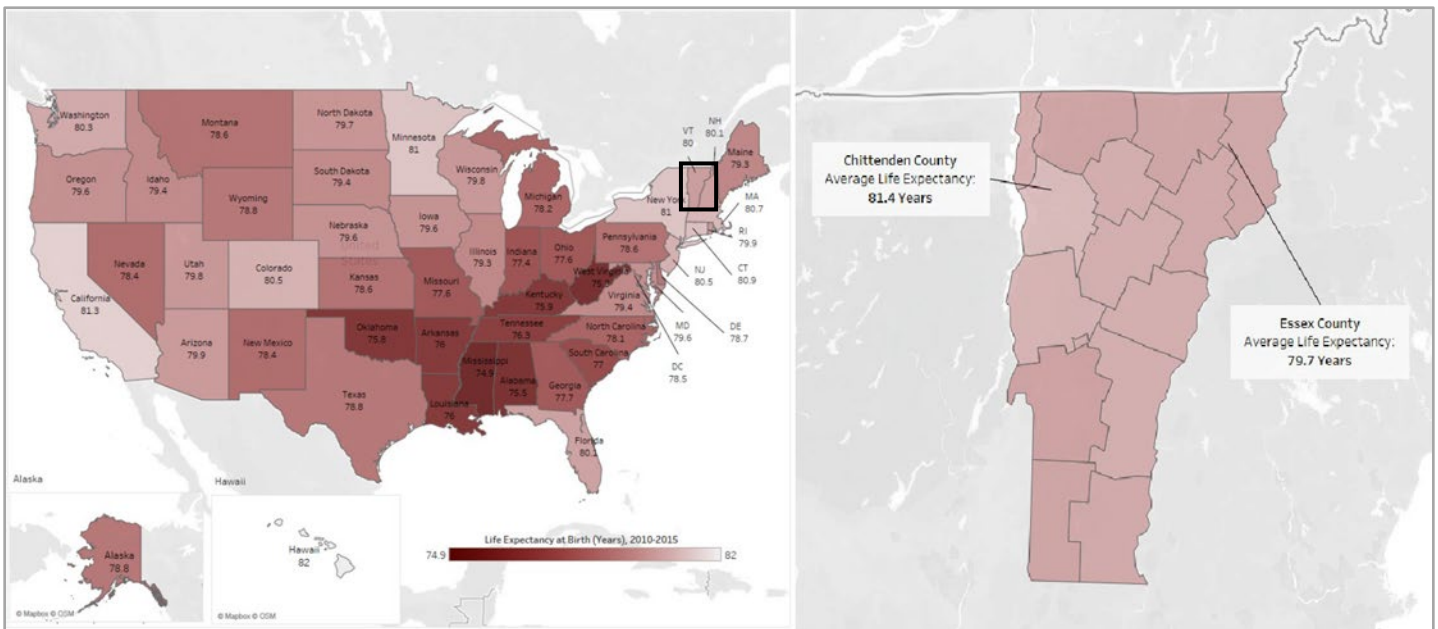 Washington
80.3
Montana
78.6
North Dakota
79.7
Minnesota
81
VT
80
NH
80.1
Maine
79.3
Oregon
79.6
Idaho
79.4
Wyoming
78.8
South Dakota
79.4
Wisconsin
79.8
Michigan
78.2
New York
81
MA
80.7
RI
79.9
CT
80.9
NJ
80.5
Nebraska
79.6
Iowa
79.6
Illinois
79.3
Indiana
77.4
Ohio
77.6
Pennsylvania
78.6
Nevada
78.4
Utah
79.8
Colorado
80.5
United
States
Kansas
78.6
Missouri
77.6
West Virginia
Kentucky
75.9
Virginia
79.4
MD
79.6
DE
78.7
DC
78.5
California
81.3
Arizona
79.9
New Mexico
78.4
Oklahoma
75.8
Arkansas
76
Tennessee
76.3
North Carolina
78.1
South Carolina
77
Mississippi
74.9
Alabama
75.5
Georgia
77.7
Texas
78.8
Louisiana
76
Florida
80.1
Alaska
Alaska
78.8
© Mapbox © OSM
Hawaii
Hawaii
82
© Mapbox © OSM
Life Expectancy at Birth (Years), 2010-2015
74.9
82
Chittenden County
Average Life Expectancy:
81.4 Years
Essex County
Average Life Expectancy:
79.7 Years